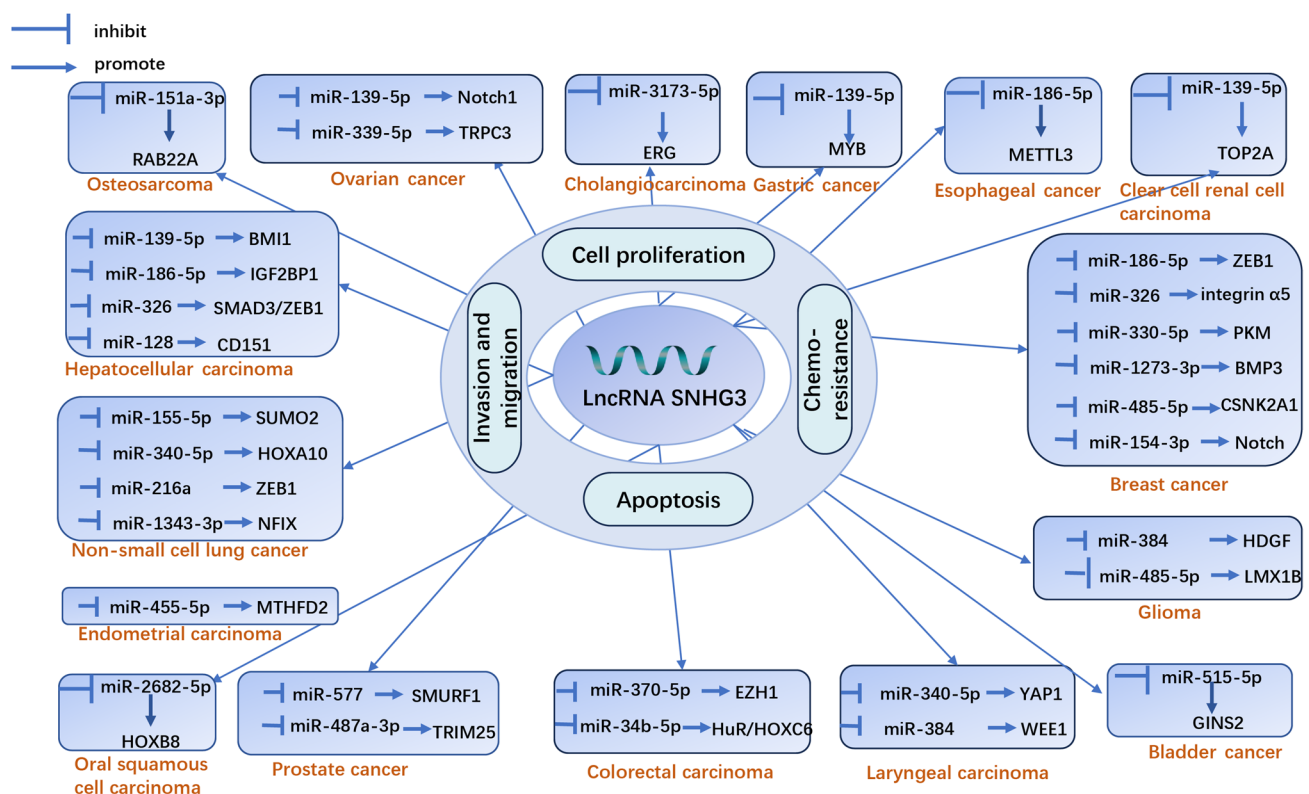 inhibit
promote
miR-151a-3p
RAB22A
Osteosarcoma
miR-139-5p Notch1
miR-339-5p TRPC3
Ovarian cancer
miR-3173-5p
ERG
Cholangiocarcinoma
miR-139-5p
MYB
Gastric cancer
miR-186-5p
METTL3
Esophageal cancer
miR-139-5p
TOP2A
Clear cell renal cell
carcinoma
miR-139-5p BMI1
miR-186-5p IGF2BP1
miR-326 SMAD3/ZEB1
miR-128 CD151
Hepatocellular carcinoma
Cell proliferation
Invasion and
migration
LncRNA SNHG3
Chemo-
resistance
Apoptosis
miR-186-5p ZEB1
miR-326 integrin α5
miR-330-5p PKM
miR-1273-3p BMP3
miR-485-5p CSNK2A1
miR-154-3p Notch
Breast cancer
miR-155-5p SUMO2
miR-340-5p HOXA10
miR-216a ZEB1
miR-1343-3p NFIX
Non-small cell lung cancer
miR-384 HDGF
miR-485-5p LMX1B
Glioma
miR-455-5p MTHFD2
Endometrial carcinoma
miR-2682-5p
HOXB8
Oral squamous
cell carcinoma
miR-577 SMURF1
miR-487a-3p TRIM25
Prostate cancer
miR-370-5p EZH1
miR-34b-5p HuR/HOXC6
Colorectal carcinoma
miR-340-5p YAP1
miR-384 WEE1
Laryngeal carcinoma
miR-515-5p
GINS2
Bladder cancer